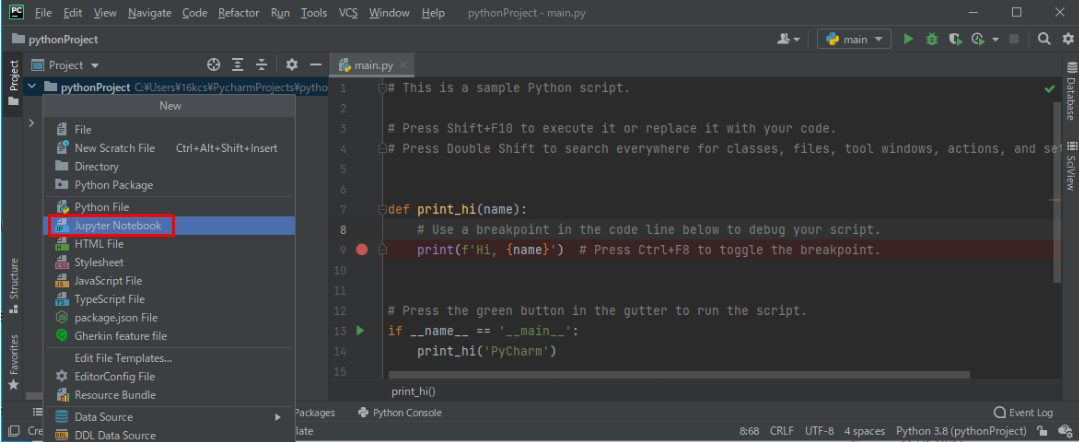 PC File Edit View Navigate Code Refactor Run Tools VCS Window Help pythonProject - main.py
pythonProject main
Project main.py
pythonProject C:¥Users¥16kcs¥PycharmProjects¥pytho
New
File
New Scratch File Ctrl+Alt+Shift+Insert
Directory
Python Package
Python File
Jupyter Notebook
HTML File
Stylesheet
JavaScript File
TypeScript File
package.json File
Gherkin feature file
Edit File Templates...
EditorConfig File
Resource Bundle
Data Source
DDL Data Source
1 # This is a sample Python script.
2
3 # Press Shift+F10 to execute it or replace it with your code.
4 # Press Double Shift to search everywhere for classes, files, tool windows, actions, and set
5
6
7 def print_hi(name):
8 # Use a breakpoint in the code line below to debug your script.
9 print(f'Hi, {name}') # Press Ctrl+F8 to toggle the breakpoint.
10
11
12 # Press the green button in the gutter to run the script.
13 if __name__ == '__main__':
14 print_hi('PyCharm')
15
print_hi()
Project
Structure
Favorites
Database
SciView
Packages Python Console Event Log
Cre late 8:68 CRLF UTF-8 4 spaces Python 3.8 (pythonProject)